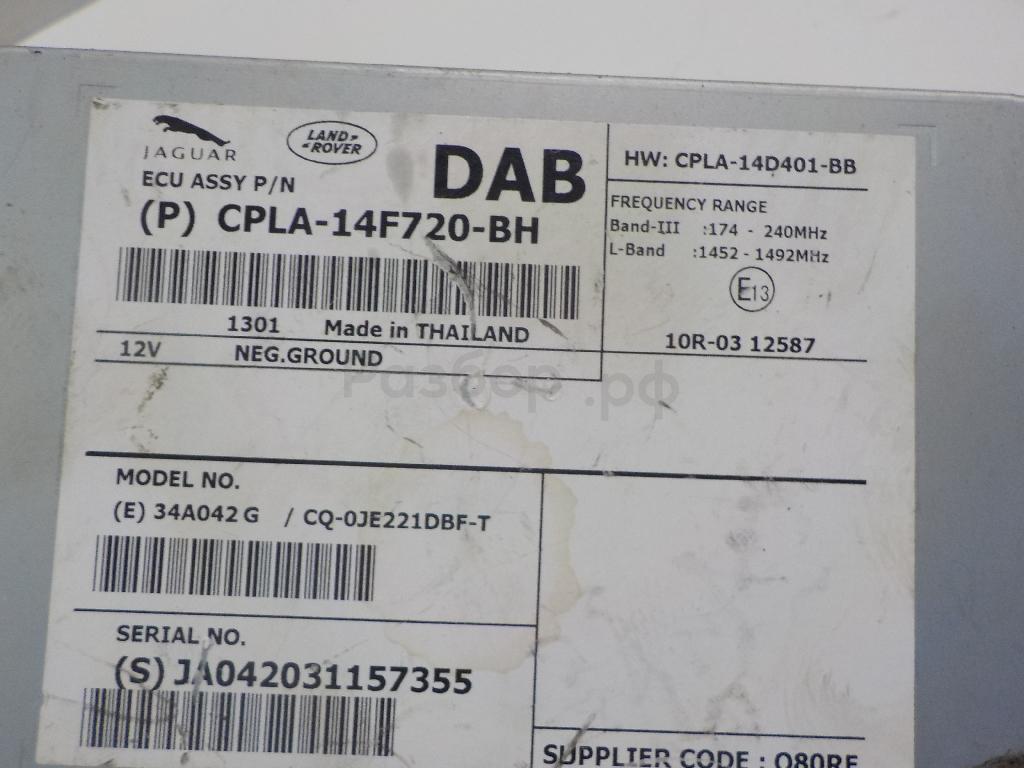 JAGUAR
LAND ROVER
DAB
ECU ASSY P/N
(P) CPLA-14F720-BH
1301 Made in THAILAND
12V NEG.GROUND
HW: CPLA-14D401-BB
FREQUENCY RANGE
Band-III :174 - 240MHz
L-Band :1452 - 1492MHz
E13
10R-03 12587
Разбор.рф
MODEL NO.
(E) 34A042G / CQ-0JE221DBF-T
SERIAL NO.
(S) JA042031157355
SUPPLIER CODE :